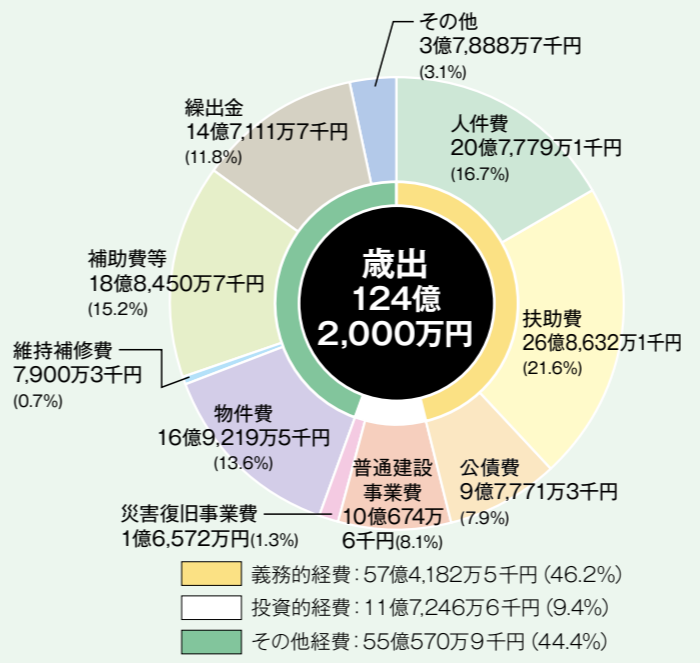 その他
3億7,888万7千円
(3.1%)
繰出金
14億7,111万7千円
(11.8%)
人件費
20億7,779万1千円
(16.7%)
補助費等
18億8,450万7千円
(15.2%)
歳出
124億
2,000万円
扶助費
26億8,632万1千円
(21.6%)
維持補修費
7,900万3千円
(0.7%)
物件費
16億9,219万5千円
(13.6%)
普通建設
事業費
10億674万
6千円(8.1%)
公債費
9億7,771万3千円
(7.9%)
災害復旧事業費
1億6,572万円(1.3%)
義務的経費：57億4,182万5千円（46.2%）
投資的経費：11億7,246万6千円（9.4%）
その他経費：55億570万9千円（44.4%）